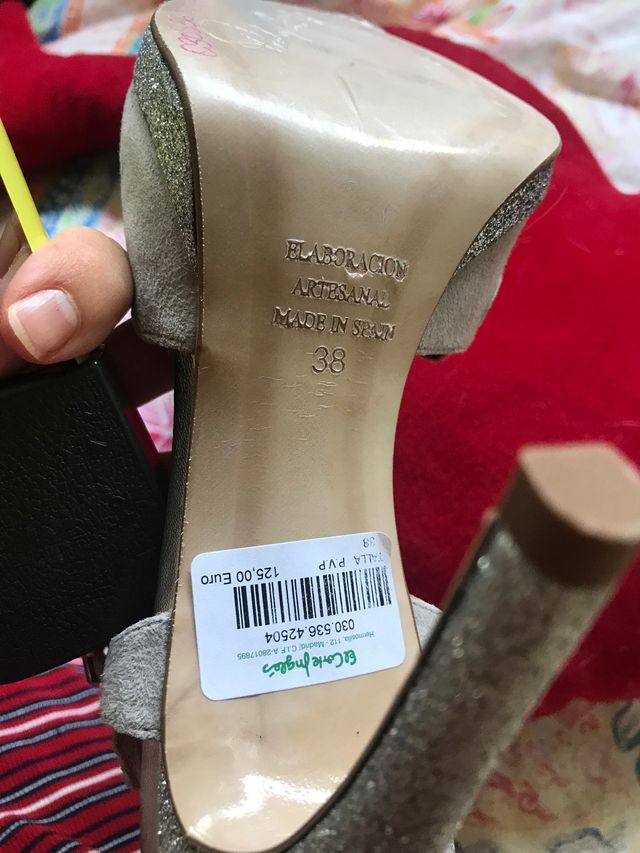 ELABORACION
ARTESANAL
MADE IN SPAIN
38
El Corte Inglés
Hermosilla, 112 - Madrid/ C.I.F. A-28017895
030.536.42504
TALLA P.V.P
38 125,00 Euro